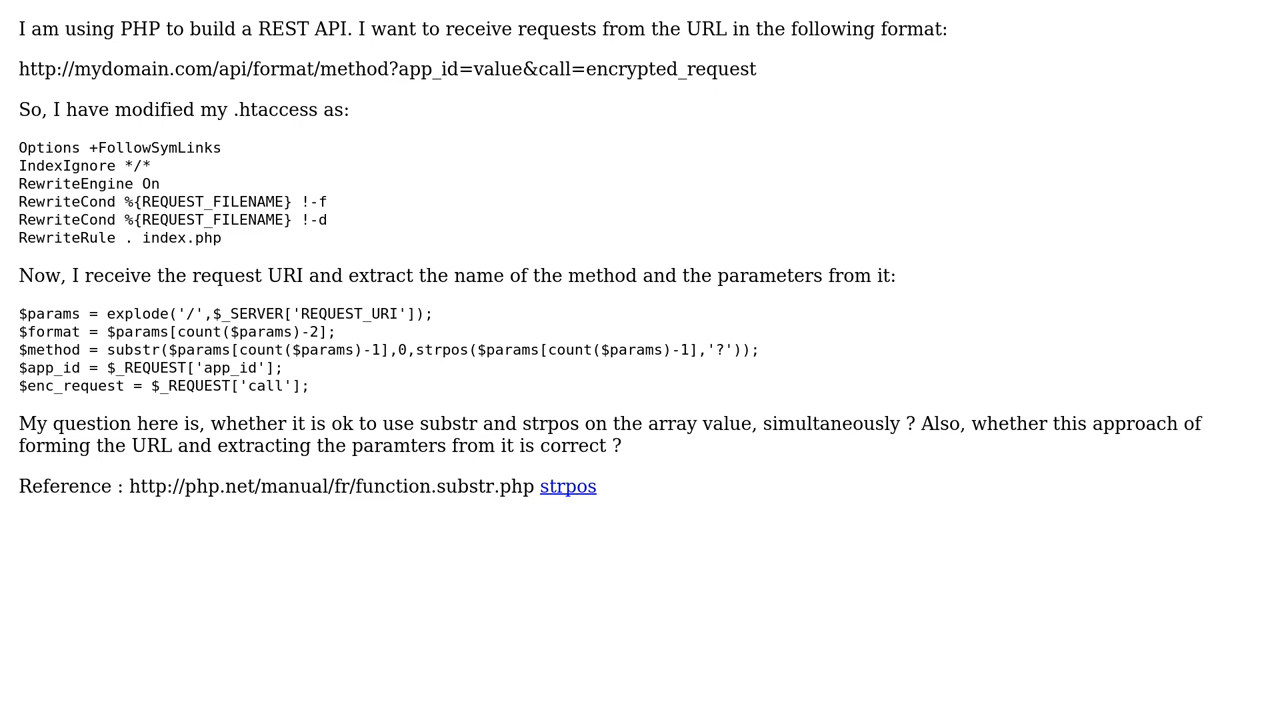 I am using PHP to build a REST API. I want to receive requests from the URL in the following format:
http://mydomain.com/api/format/method?app_id=value&call=encrypted_request
So, I have modified my .htaccess as:
Options +FollowSymLinks
IndexIgnore */*
RewriteEngine On
RewriteCond %{REQUEST_FILENAME} !-f
RewriteCond %{REQUEST_FILENAME} !-d
RewriteRule . index.php
Now, I receive the request URI and extract the name of the method and the parameters from it:
$params = explode('/',$_SERVER['REQUEST_URI']);
$format = $params[count($params)-2];
$method = substr($params[count($params)-1],0,strpos($params[count($params)-1],'?'));
$app_id = $_REQUEST['app_id'];
$enc_request = $_REQUEST['call'];
My question here is, whether it is ok to use substr and strpos on the array value, simultaneously ? Also, whether this approach of
forming the URL and extracting the paramters from it is correct ?
Reference : http://php.net/manual/fr/function.substr.php strpos